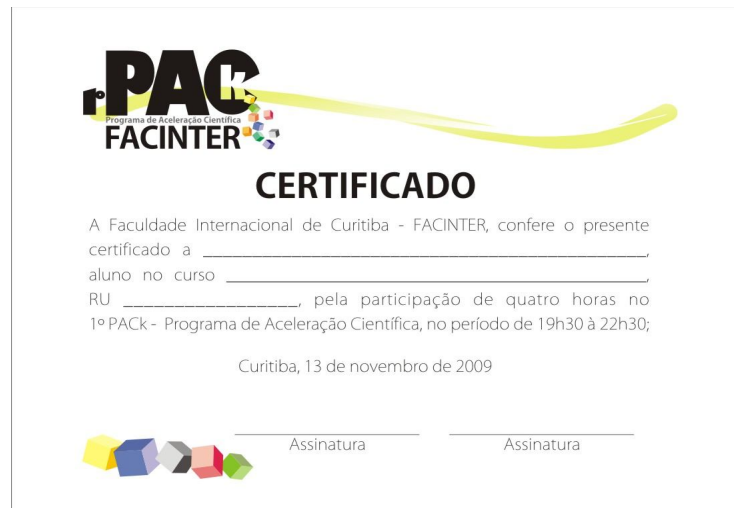 1º PACk
Programa de Aceleração Científica
FACINTER
CERTIFICADO
A Faculdade Internacional de Curitiba - FACINTER, confere o presente
certificado a ______________________________________________,
aluno no curso ____________________________________________,
RU _________________, pela participação de quatro horas no
1º PACk - Programa de Aceleração Científica, no período de 19h30 à 22h30;
Curitiba, 13 de novembro de 2009
Assinatura Assinatura